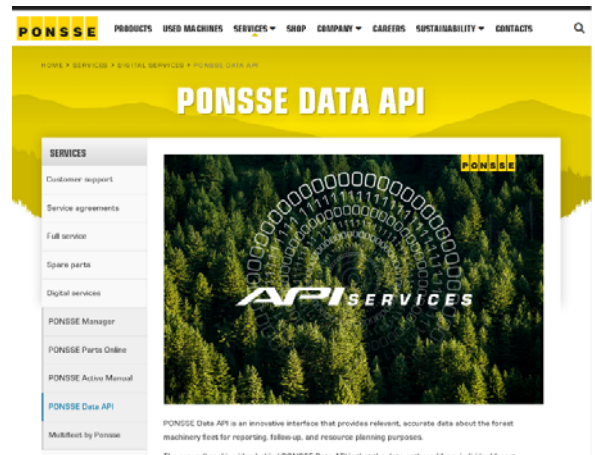 PONSSE
PRODUCTS USED MACHINES SERVICES SHOP COMPANY CAREERS SUSTAINABILITY CONTACTS
HOME > SERVICES > DIGITAL SERVICES > PONSSE DATA API
PONSSE DATA API
SERVICES
Customer support
Service agreements
Full service
Spare parts
Digital services
PONSSE Manager
PONSSE Parts Online
PONSSE Active Manual
PONSSE Data API
Multifleet by Ponsse
PONSSE
API SERVICES
PONSSE Data API is an innovative interface that provides relevant, accurate data about the forest
machinery fleet for reporting, follow-up, and resource planning purposes.